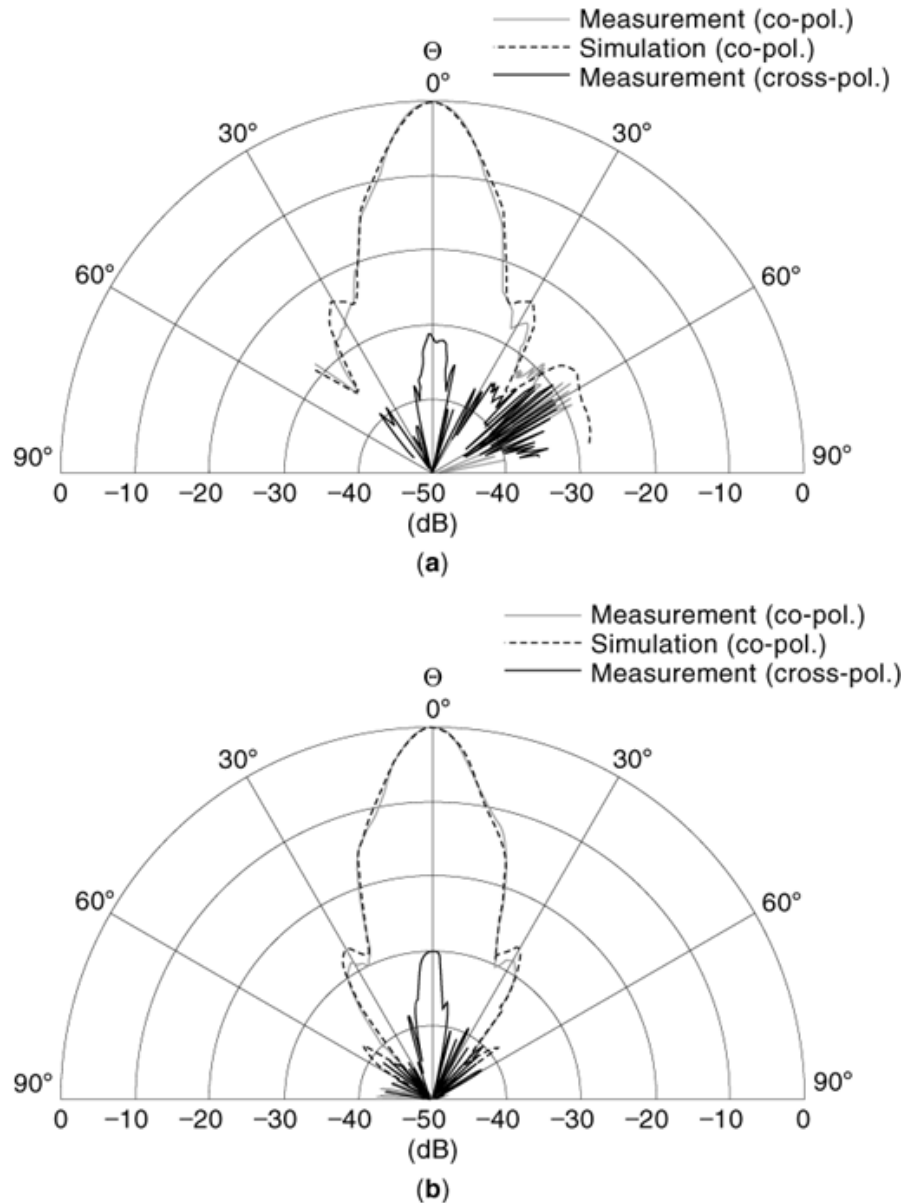 Measurement (co-pol.)
Simulation (co-pol.)
Measurement (cross-pol.)
Θ
0°
30° 30°
60° 60°
90° 90°
0 −10 −20 −30 −40 −50 −40 −30 −20 −10 0
(dB)
(a)
Measurement (co-pol.)
Simulation (co-pol.)
Measurement (cross-pol.)
Θ
0°
30° 30°
60° 60°
90° 90°
0 −10 −20 −30 −40 −50 −40 −30 −20 −10 0
(dB)
(b)